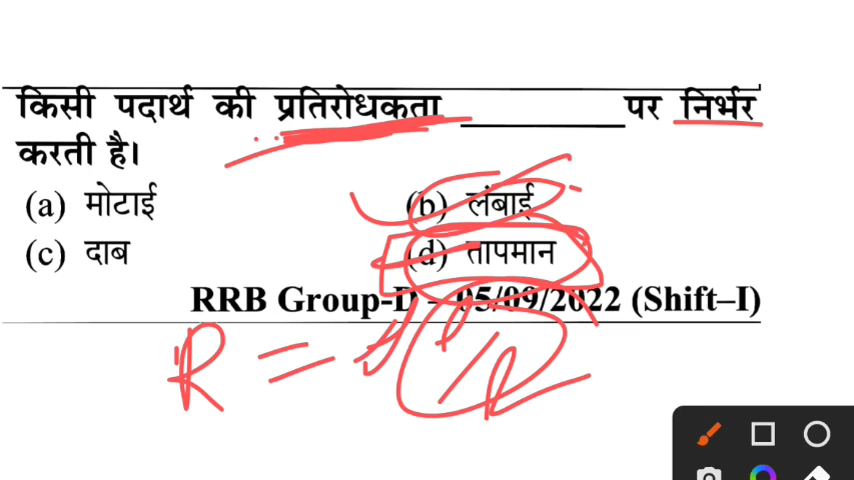 किसी पदार्थ की प्रतिरोधकता ________ पर निर्भर
करती है।
(a) मोटाई (b) लंबाई
(c) दाब (d) तापमान
RRB Group-D – 05/09/2022 (Shift–I)
R =